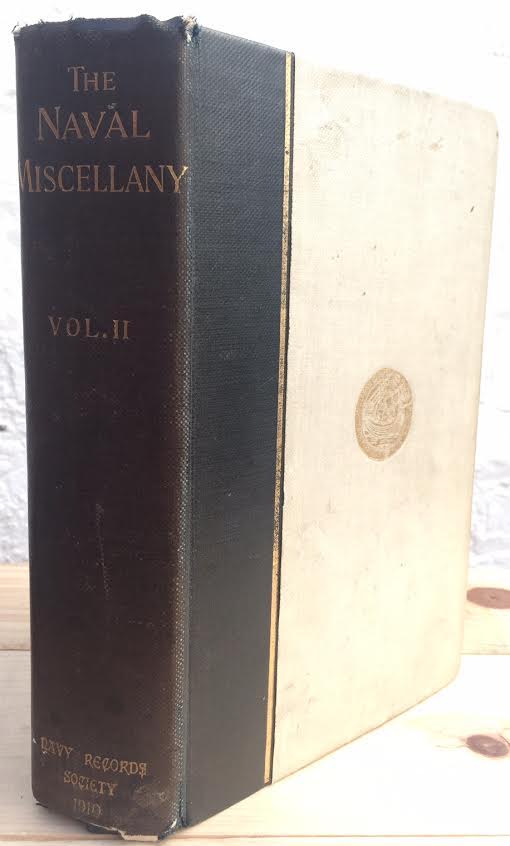 THE
NAVAL
MISCELLANY
VOL. II
NAVY RECORDS
SOCIETY
1910